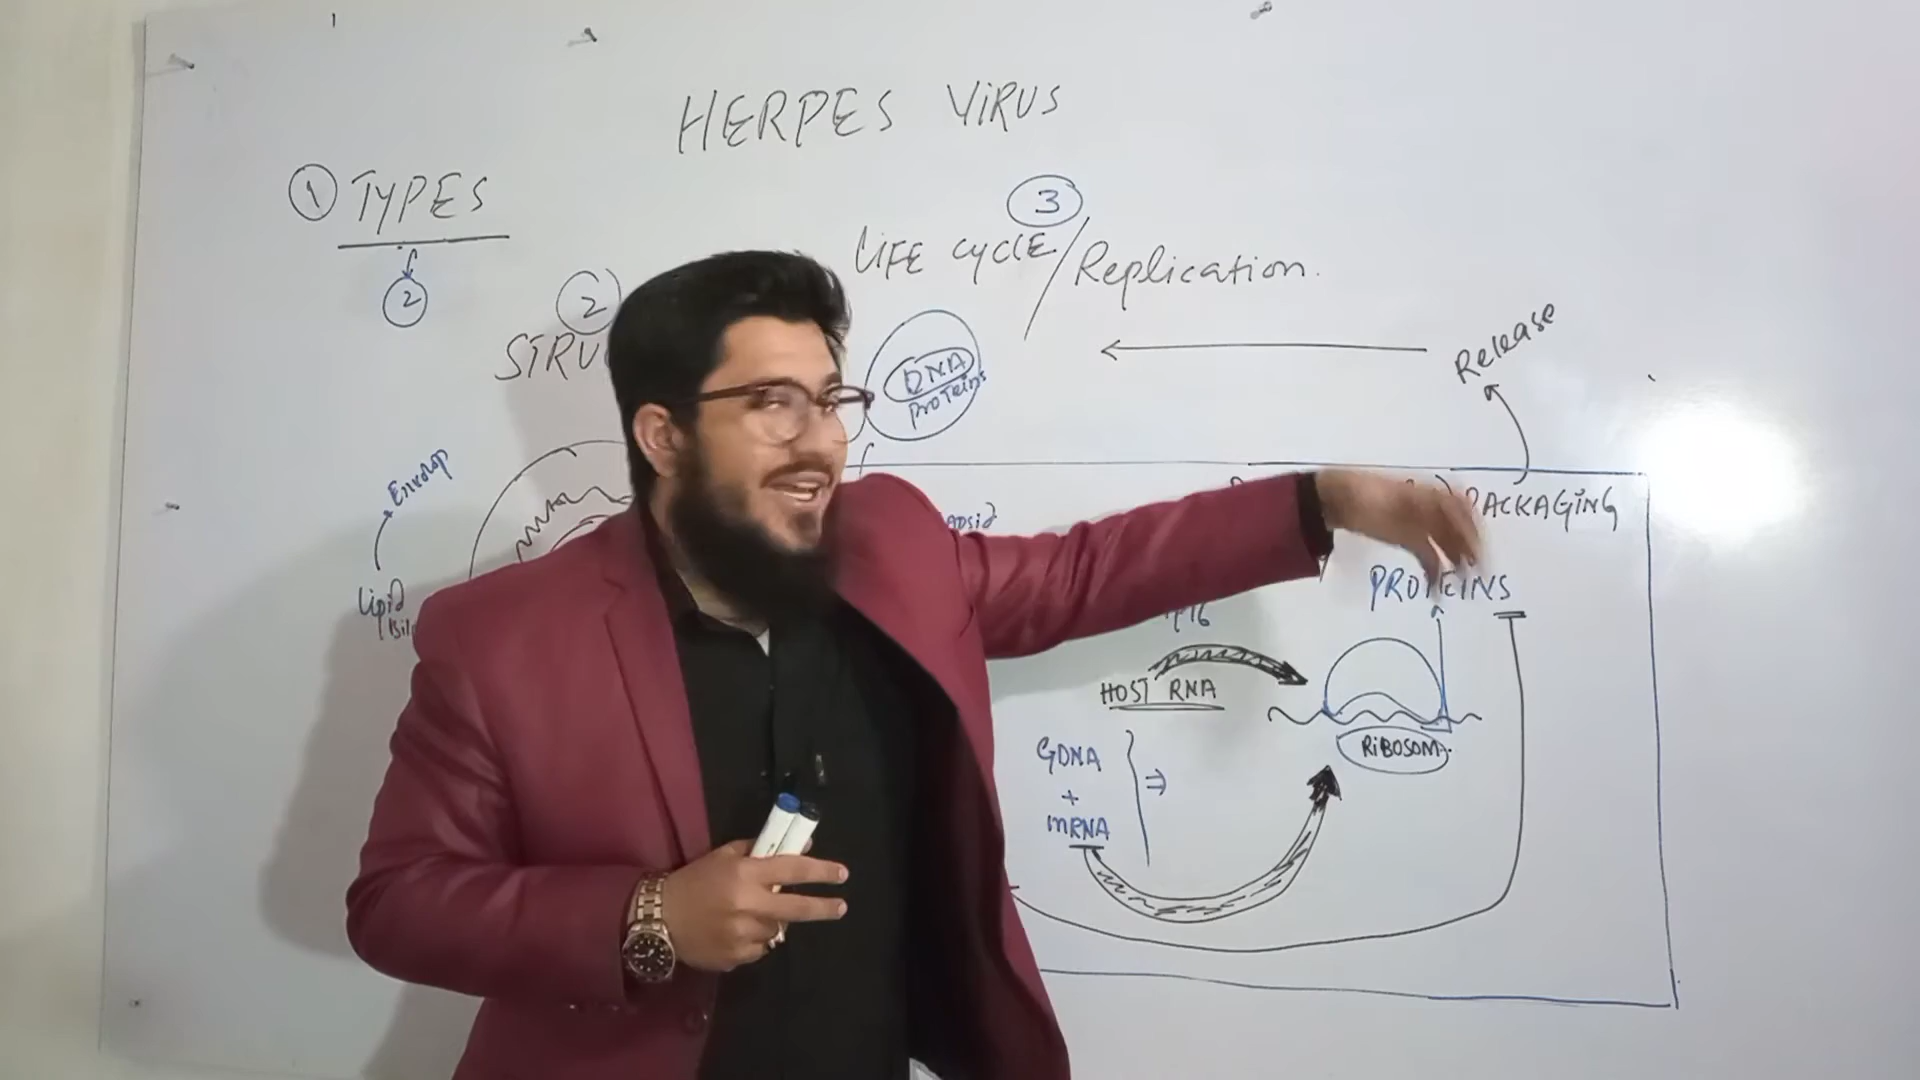 HERPES VIRUS
① TYPES
②
②
STRU
③
LIFE CYCLE/Replication.
DNA
Proteins
Release
Envelop
Lipid
PACKAGING
PROTEINS
HOST RNA
RIBOSOM
GDNA
+
mRNA